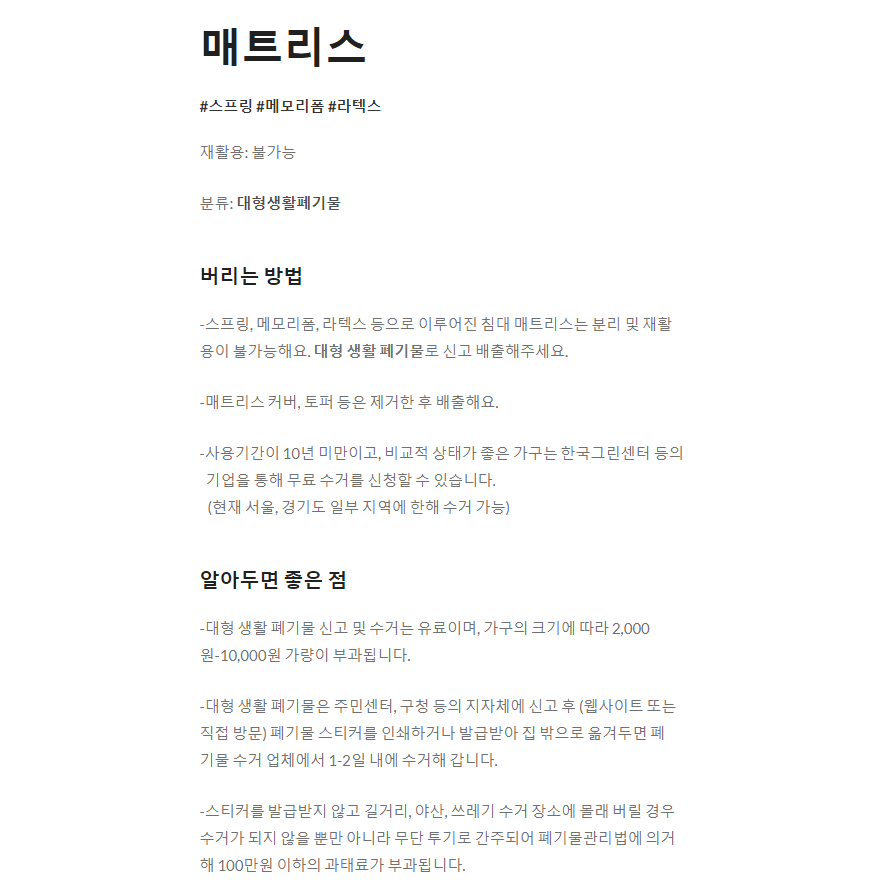 매트리스
#스프링 #메모리폼 #라텍스
재활용: 불가능
분류: 대형생활폐기물
버리는 방법
-스프링, 메모리폼, 라텍스 등으로 이루어진 침대 매트리스는 분리 및 재활
용이 불가능해요. 대형 생활 폐기물로 신고 배출해주세요.
-매트리스 커버, 토퍼 등은 제거한 후 배출해요.
-사용기간이 10년 미만이고, 비교적 상태가 좋은 가구는 한국그린센터 등의
기업을 통해 무료 수거를 신청할 수 있습니다.
(현재 서울, 경기도 일부 지역에 한해 수거 가능)
알아두면 좋은 점
-대형 생활 폐기물 신고 및 수거는 유료이며, 가구의 크기에 따라 2,000
원-10,000원 가량이 부과됩니다.
-대형 생활 폐기물은 주민센터, 구청 등의 지자체에 신고 후 (웹사이트 또는
직접 방문) 폐기물 스티커를 인쇄하거나 발급받아 집 밖으로 옮겨두면 폐
기물 수거 업체에서 1-2일 내에 수거해 갑니다.
-스티커를 발급받지 않고 길거리, 야산, 쓰레기 수거 장소에 몰래 버릴 경우
수거가 되지 않을 뿐만 아니라 무단 투기로 간주되어 폐기물관리법에 의거
해 100만원 이하의 과태료가 부과됩니다.